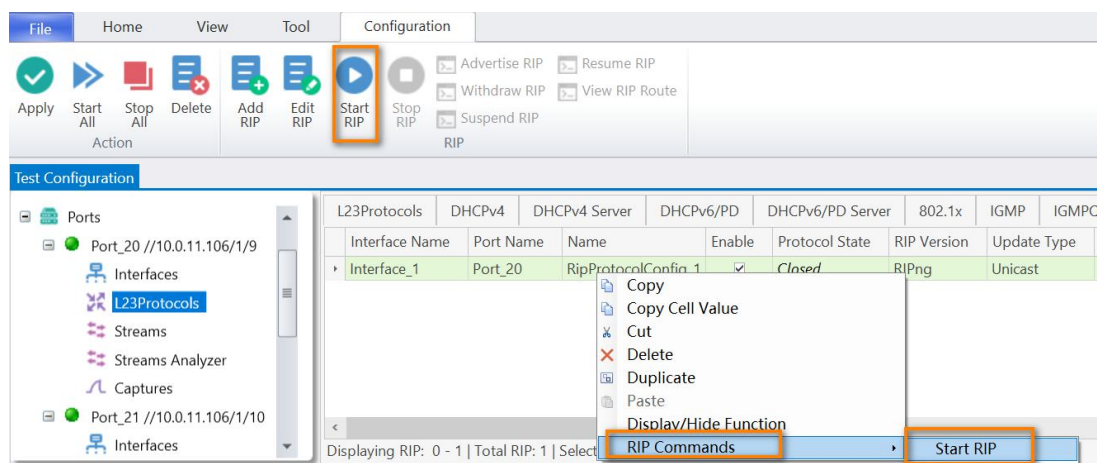 File Home View Tool Configuration
Apply
Start All
Stop All
Delete
Add RIP
Edit RIP
Start RIP
Stop RIP
Advertise RIP
Resume RIP
Withdraw RIP
View RIP Route
Suspend RIP
Action
RIP
Test Configuration
Ports
Port_20 //10.0.11.106/1/9
Interfaces
L23Protocols
Streams
Streams Analyzer
Captures
Port_21 //10.0.11.106/1/10
Interfaces
L23Protocols DHCPv4 DHCPv4 Server DHCPv6/PD DHCPv6/PD Server 802.1x IGMP
Interface Name Port Name Name Enable Protocol State RIP Version Update Type
Interface_1 Port_20 RipProtocolConfig_1 Closed RIPng Unicast
Copy
Copy Cell Value
Cut
Delete
Duplicate
Paste
Display/Hide Function
RIP Commands
Start RIP
Displaying RIP: 0 - 1 | Total RIP: 1 | Select